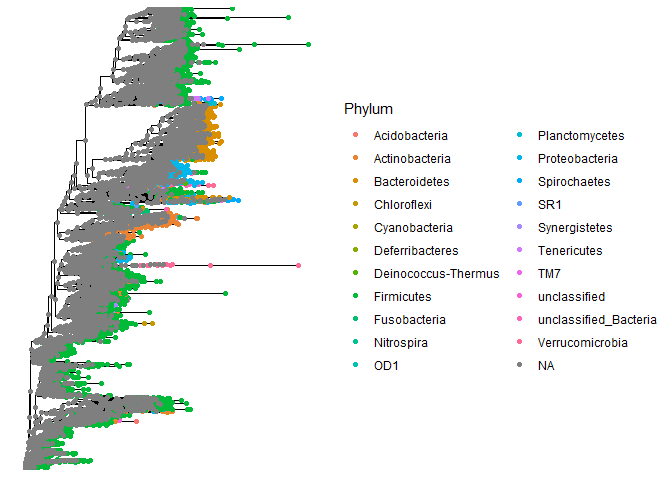 Phylum
Acidobacteria
Actinobacteria
Bacteroidetes
Chloroflexi
Cyanobacteria
Deferribacteres
Deinococcus-Thermus
Firmicutes
Fusobacteria
Nitrospira
OD1
Planctomycetes
Proteobacteria
Spirochaetes
SR1
Synergistetes
Tenericutes
TM7
unclassified
unclassified_Bacteria
Verrucomicrobia
NA